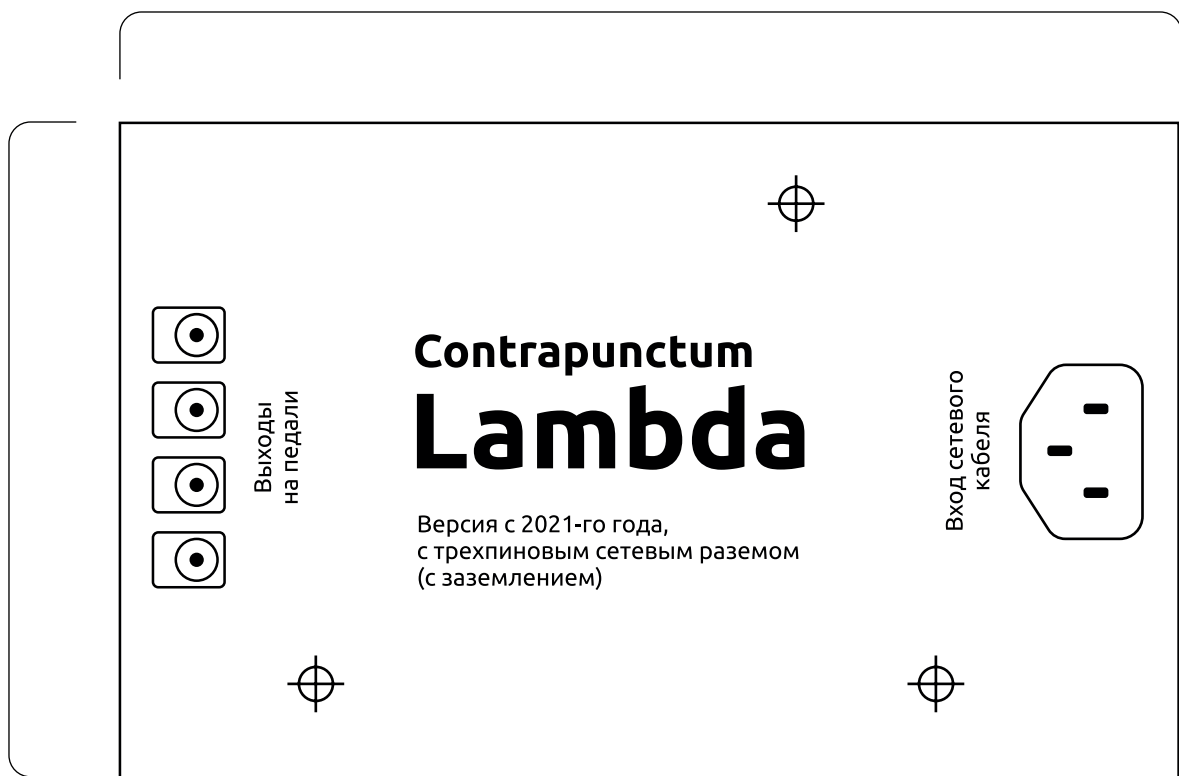 Contrapunctum
Lambda
Выходы
на педали
Вход сетевого
кабеля
Версия с 2021-го года,
с трехпиновым сетевым раземом
(с заземлением)